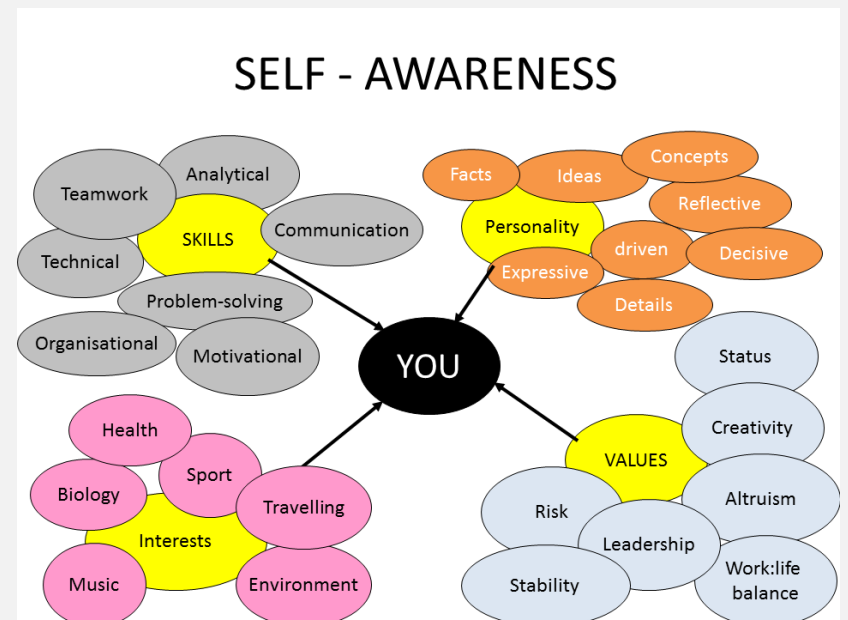 SELF - AWARENESS
Analytical
Teamwork
SKILLS
Communication
Technical
Problem-solving
Organisational
Motivational
Facts
Ideas
Concepts
Reflective
Personality
driven
Decisive
Expressive
Details
YOU
Health
Sport
Biology
Travelling
Interests
Music
Environment
Status
Creativity
VALUES
Altruism
Risk
Leadership
Stability
Work:life
balance